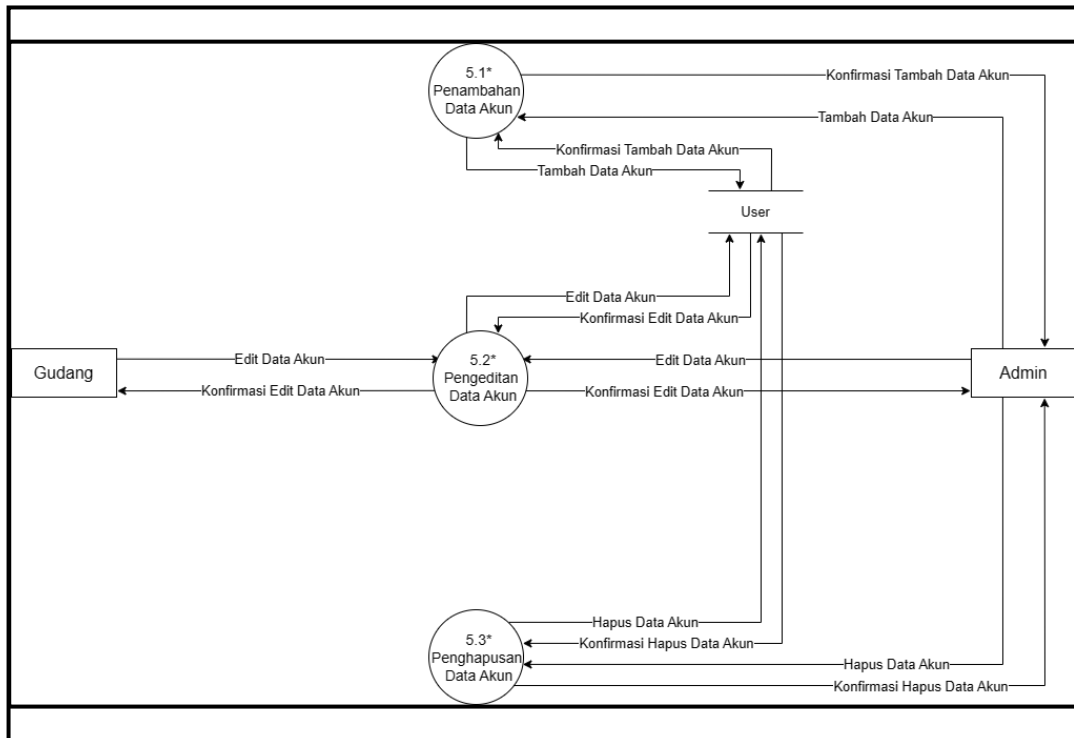 5.1*
Penambahan
Data Akun
Konfirmasi Tambah Data Akun
Tambah Data Akun
Konfirmasi Tambah Data Akun
Tambah Data Akun
User
Edit Data Akun
Konfirmasi Edit Data Akun
Gudang
Edit Data Akun
Konfirmasi Edit Data Akun
5.2*
Pengeditan
Data Akun
Edit Data Akun
Konfirmasi Edit Data Akun
Admin
5.3*
Penghapusan
Data Akun
Hapus Data Akun
Konfirmasi Hapus Data Akun
Hapus Data Akun
Konfirmasi Hapus Data Akun